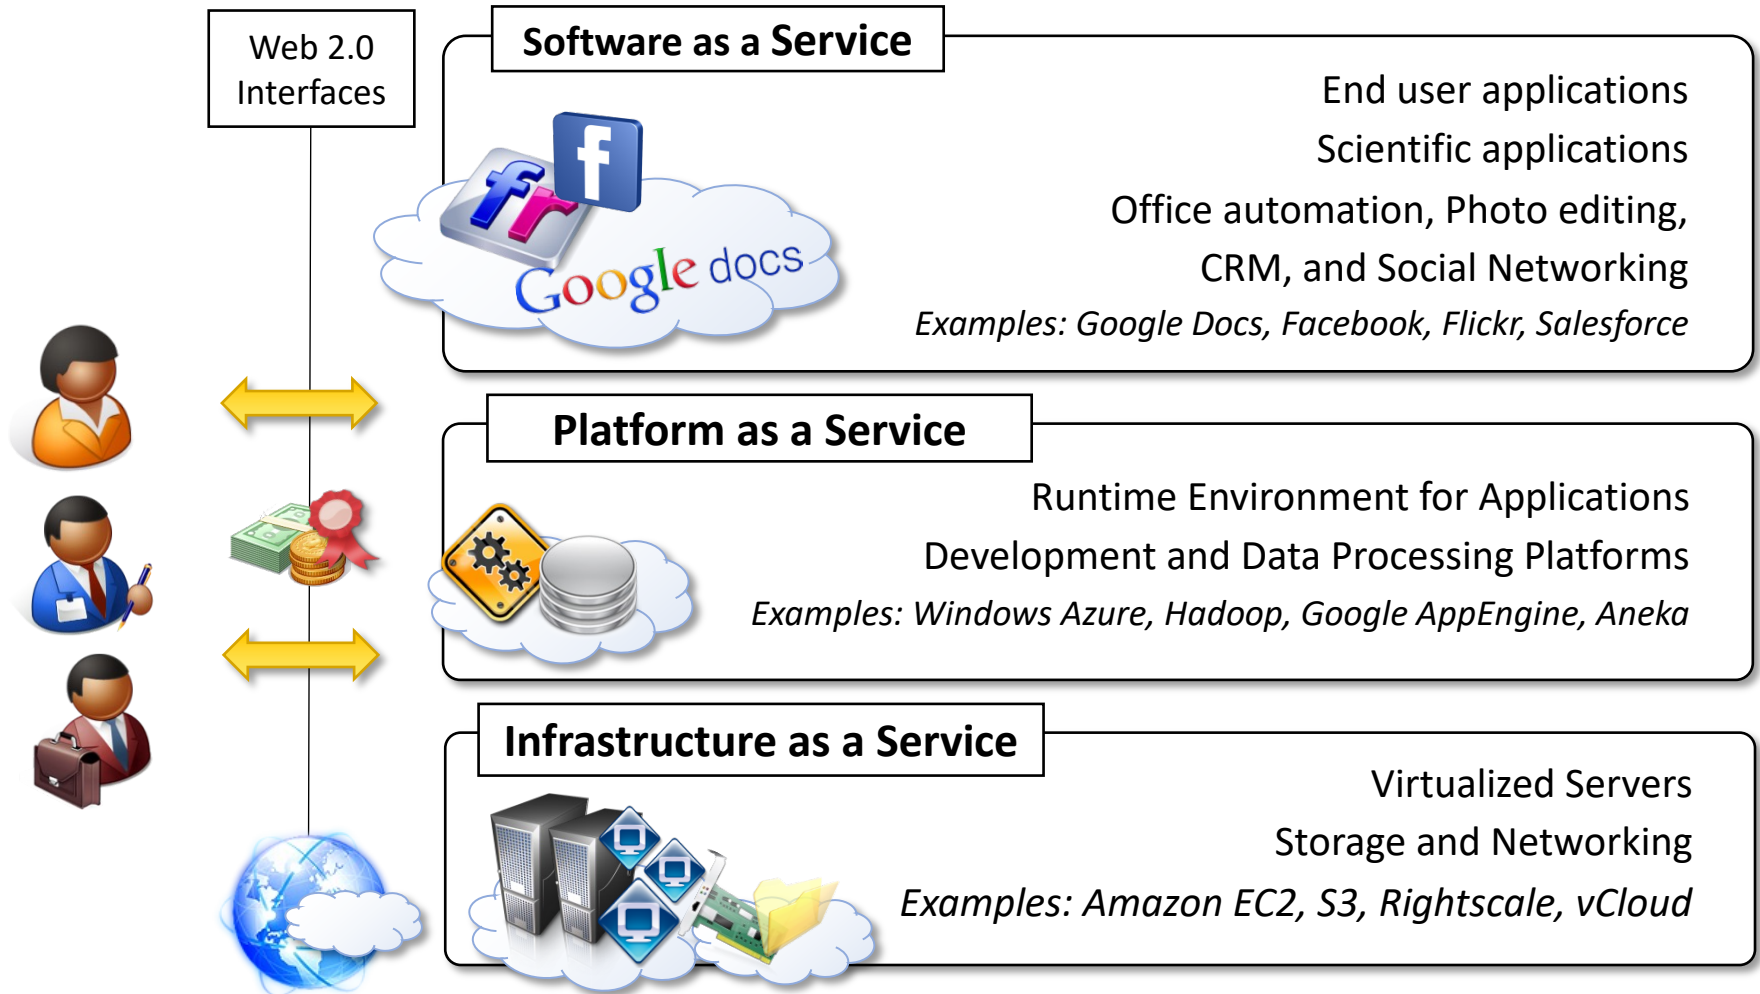 Web 2.0
Interfaces
Software as a Service
End user applications
Scientific applications
Office automation, Photo editing,
CRM, and Social Networking
Examples: Google Docs, Facebook, Flickr, Salesforce
f
fr
Google docs
Platform as a Service
Runtime Environment for Applications
Development and Data Processing Platforms
Examples: Windows Azure, Hadoop, Google AppEngine, Aneka
Infrastructure as a Service
Virtualized Servers
Storage and Networking
Examples: Amazon EC2, S3, Rightscale, vCloud